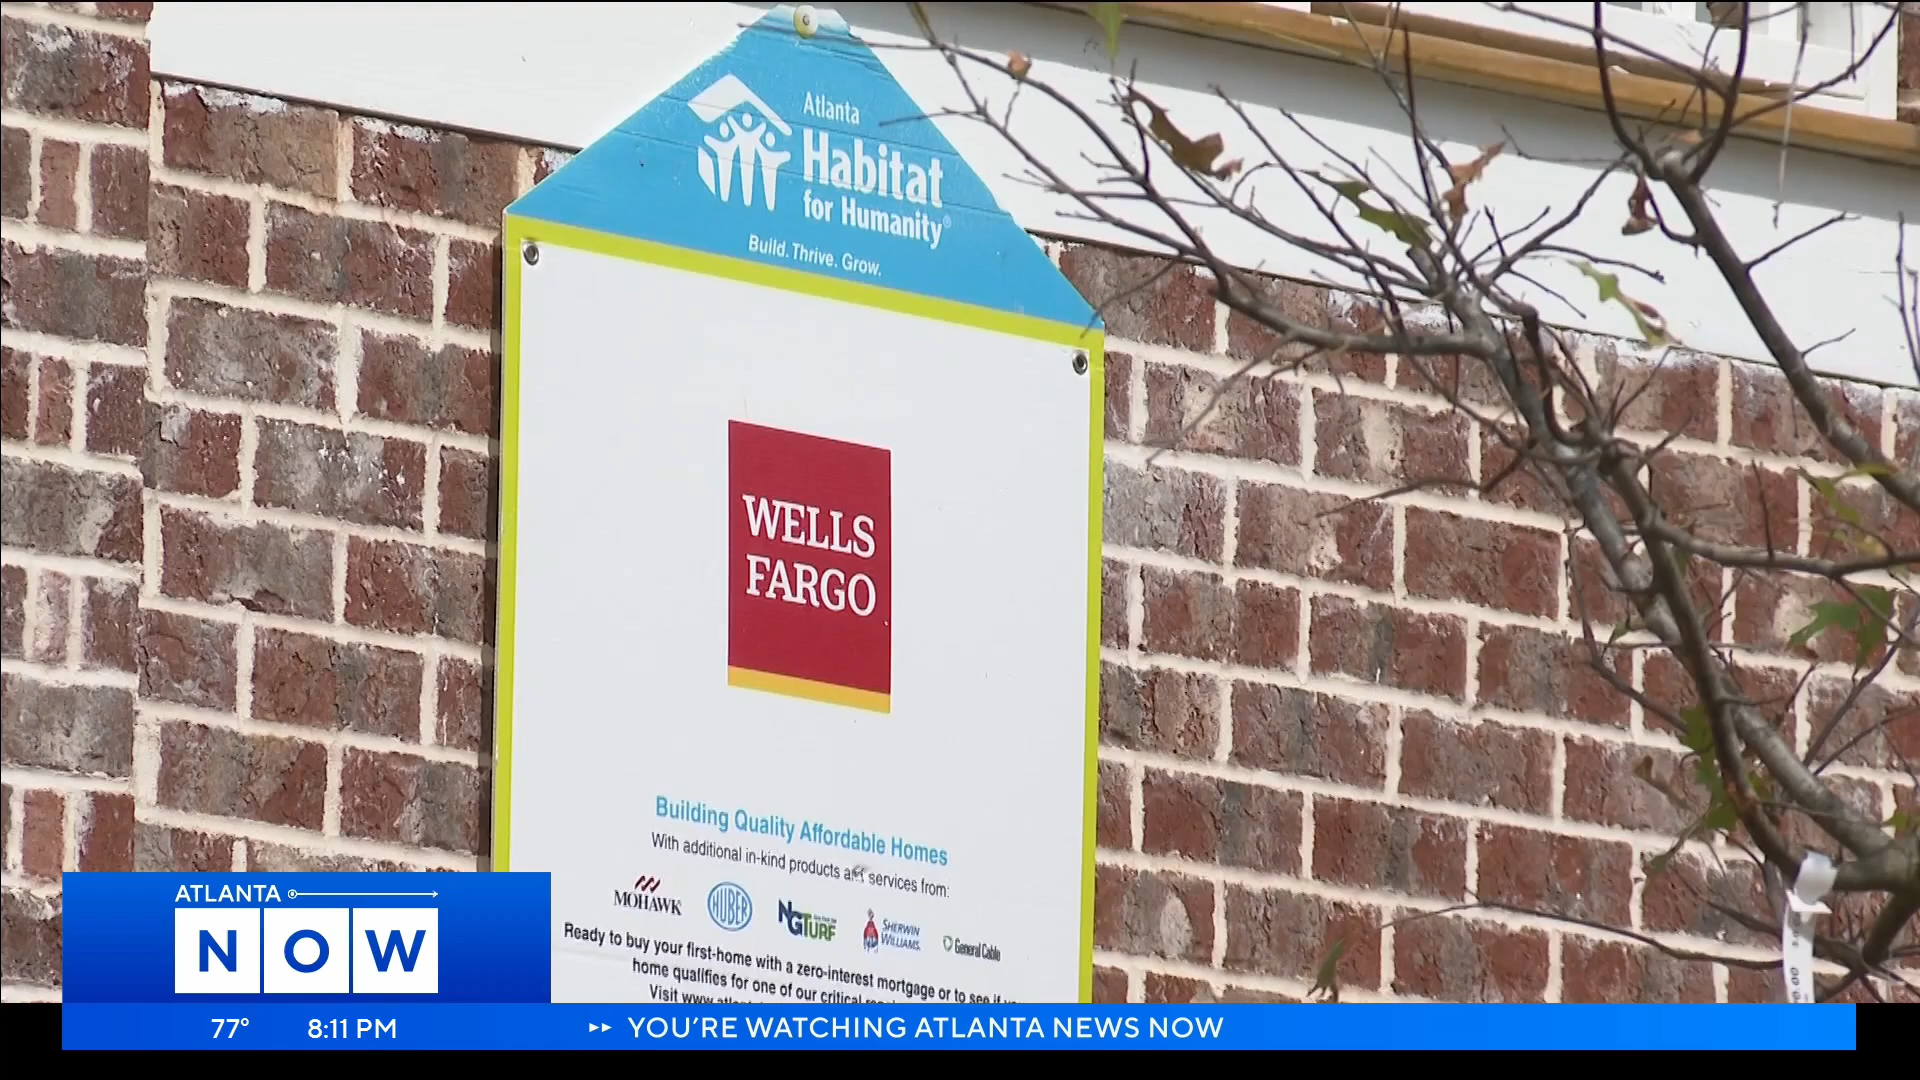 Atlanta
Habitat
for Humanity®
Build. Thrive. Grow.
WELLS
FARGO
Building Quality Affordable Homes
With additional in-kind products services from:
MOHAWK
HUBER
NGTURF
SHERWIN
WILLIAMS.
General Cable
Ready to buy your first-home with a zero-interest mortgage or to see if
home qualifies for one of our critical
Visit
ATLANTA
NOW
77° 8:11 PM YOU'RE WATCHING ATLANTA NEWS NOW